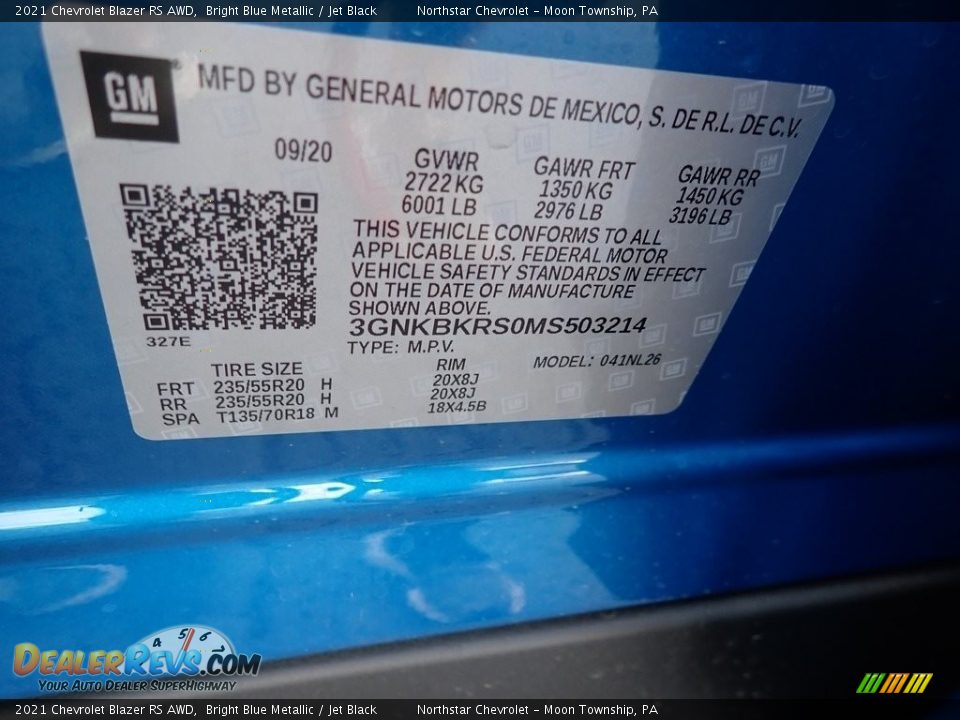 2021 Chevrolet Blazer RS AWD, Bright Blue Metallic / Jet Black Northstar Chevrolet - Moon Township, PA
GM ® MFD BY GENERAL MOTORS DE MEXICO, S. DE R.L. DE C.V.
09/20 GVWR GAWR FRT GAWR RR
2722 KG 1350 KG 1450 KG
6001 LB 2976 LB 3196 LB
THIS VEHICLE CONFORMS TO ALL
APPLICABLE U.S. FEDERAL MOTOR
VEHICLE SAFETY STANDARDS IN EFFECT
ON THE DATE OF MANUFACTURE
SHOWN ABOVE.
3GNKBKRS0MS503214
327E
TYPE: M.P.V. MODEL: 041NL26
TIRE SIZE RIM
FRT 235/55R20 H 20X8J
RR 235/55R20 H 20X8J
SPA T135/70R18 M 18X4.5B
4 5 6 7
DEALERREVS.COM
YOUR AUTO DEALER SUPERHIGHWAY
2021 Chevrolet Blazer RS AWD, Bright Blue Metallic / Jet Black Northstar Chevrolet - Moon Township, PA